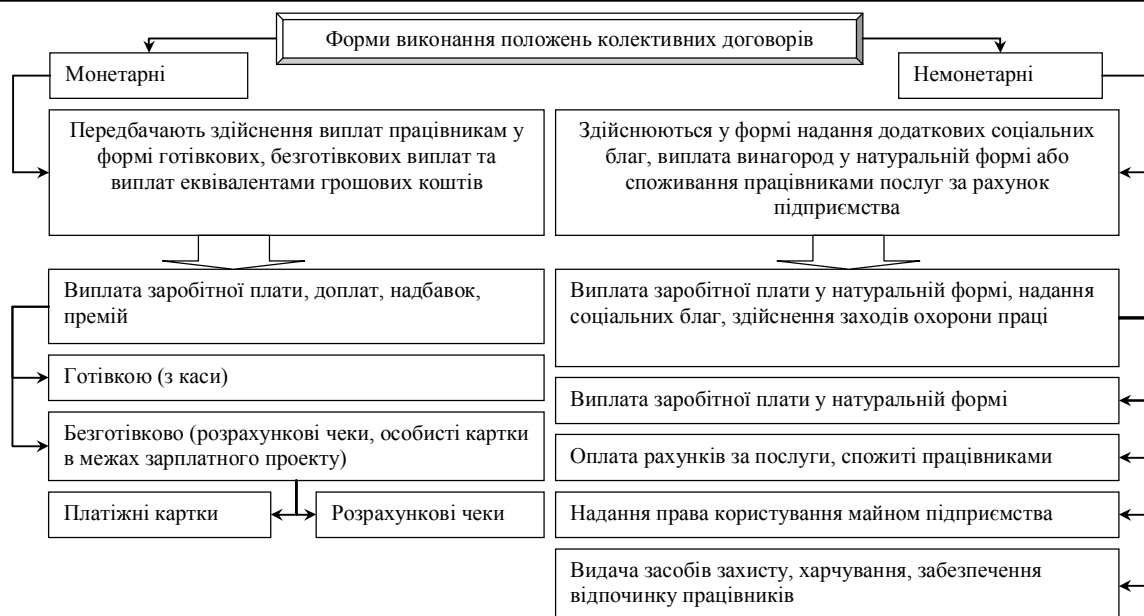 Форми виконання положень колективних договорів
Монетарні
Немонетарні
Передбачають здійснення виплат працівникам у
формі готівкових, безготівкових виплат та
виплат еквівалентами грошових коштів
Здійснюються у формі надання додаткових соціальних
благ, виплата винагород у натуральній формі або
споживання працівниками послуг за рахунок
підприємства
Виплата заробітної плати, доплат, надбавок,
премій
Виплата заробітної плати у натуральній формі, надання
соціальних благ, здійснення заходів охорони праці
Готівкою (з каси)
Виплата заробітної плати у натуральній формі
Безготівково (розрахункові чеки, особисті картки
в межах зарплатного проекту)
Оплата рахунків за послуги, спожиті працівниками
Платіжні картки
Розрахункові чеки
Надання права користування майном підприємства
Видача засобів захисту, харчування, забезпечення
відпочинку працівників